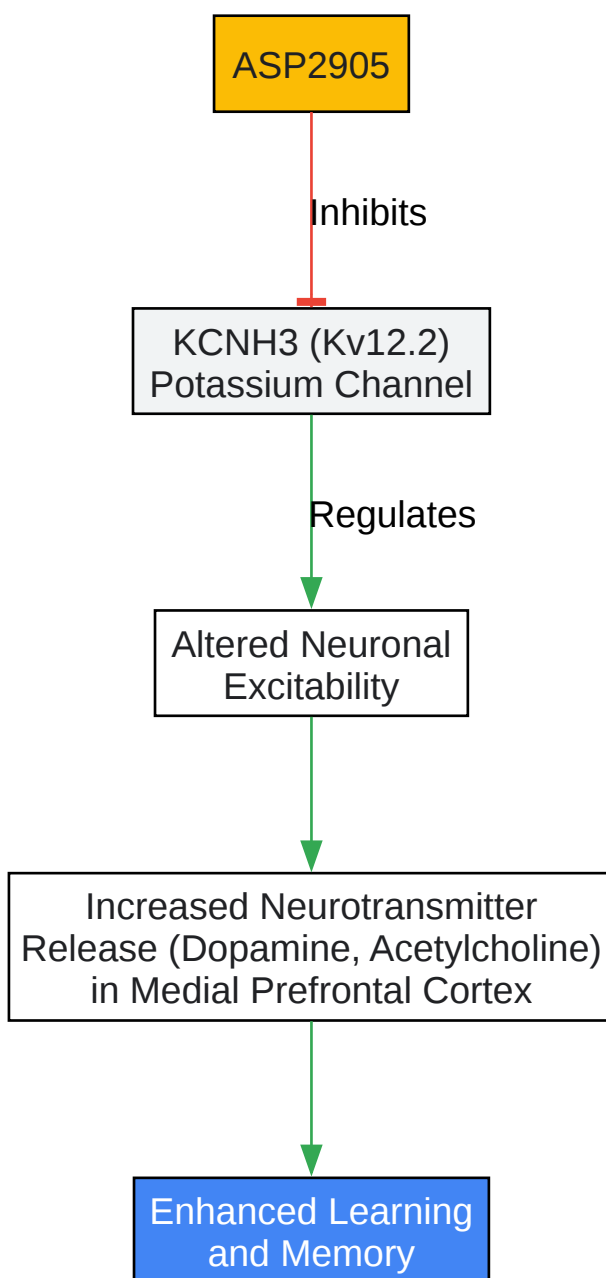 ASP2905
Inhibits
KCNH3 (Kv12.2)
Potassium Channel
Regulates
Altered Neuronal
Excitability
Increased Neurotransmitter
Release (Dopamine, Acetylcholine)
in Medial Prefrontal Cortex
Enhanced Learning
and Memory